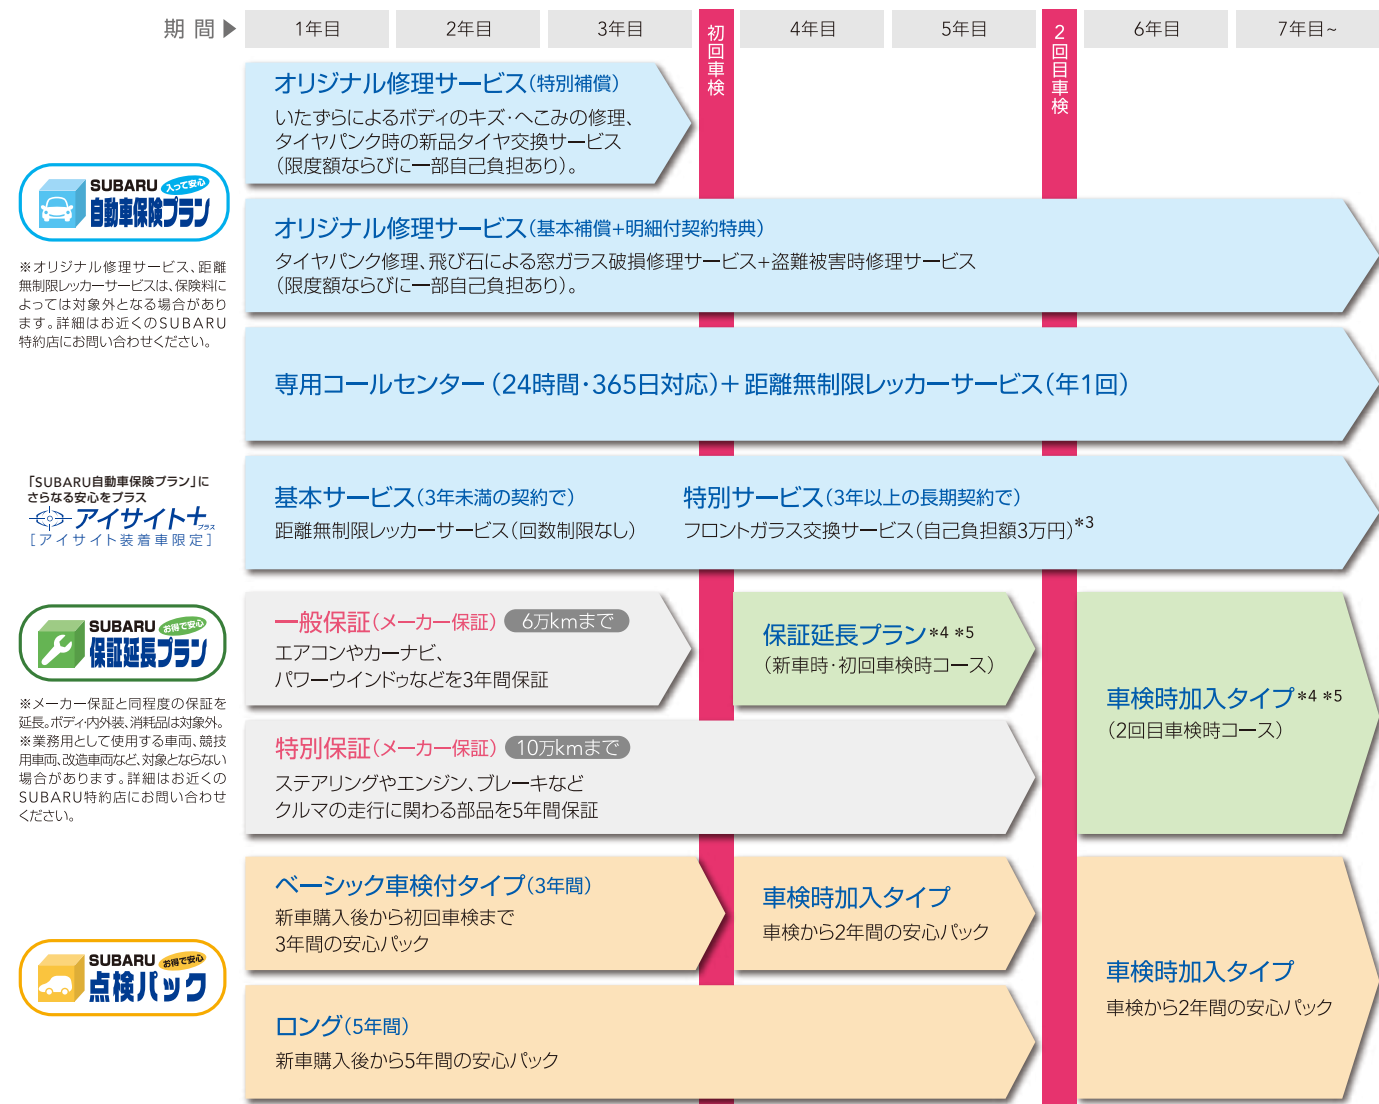 期間▶
1年目
2年目
3年目
初回車検
4年目
5年目
2回目車検
6年目
7年目~
オリジナル修理サービス(特別補償)
いたずらによるボディのキズ・へこみの修理、
タイヤパンク時の新品タイヤ交換サービス
(限度額ならびに一部自己負担あり)。
SUBARU 入って安心
自動車保険プラン
※オリジナル修理サービス、距離
無制限レッカーサービスは、保険料に
よっては対象外となる場合があり
ます。詳細はお近くのSUBARU
特約店にお問い合わせください。
オリジナル修理サービス(基本補償+明細付契約特典)
タイヤパンク修理、飛び石による窓ガラス破損修理サービス+盗難被害時修理サービス
(限度額ならびに一部自己負担あり)。
専用コールセンター(24時間・365日対応)+距離無制限レッカーサービス(年1回)
「SUBARU自動車保険プラン」に
さらなる安心をプラス
アイサイト+プラス
[アイサイト装着車限定]
基本サービス(3年未満の契約で)
距離無制限レッカーサービス(回数制限なし)
特別サービス(3年以上の長期契約で)
フロントガラス交換サービス(自己負担額3万円)*3
SUBARU お得で安心
保証延長プラン
※メーカー保証と同程度の保証を
延長。ボディ・内外装、消耗品は対象外。
※業務用として使用する車両、競技
用車両、改造車両など、対象とならない
場合があります。詳細はお近くの
SUBARU特約店にお問い合わせ
ください。
一般保証(メーカー保証) 6万kmまで
エアコンやカーナビ、
パワーウインドゥなどを3年間保証
保証延長プラン*4 *5
(新車時・初回車検時コース)
車検時加入タイプ*4 *5
(2回目車検時コース)
特別保証(メーカー保証) 10万kmまで
ステアリングやエンジン、ブレーキなど
クルマの走行に関わる部品を5年間保証
SUBARU お得で安心
点検パック
ベーシック車検付タイプ(3年間)
新車購入後から初回車検まで
3年間の安心パック
車検時加入タイプ
車検から2年間の安心パック
車検時加入タイプ
車検から2年間の安心パック
ロング(5年間)
新車購入後から5年間の安心パック